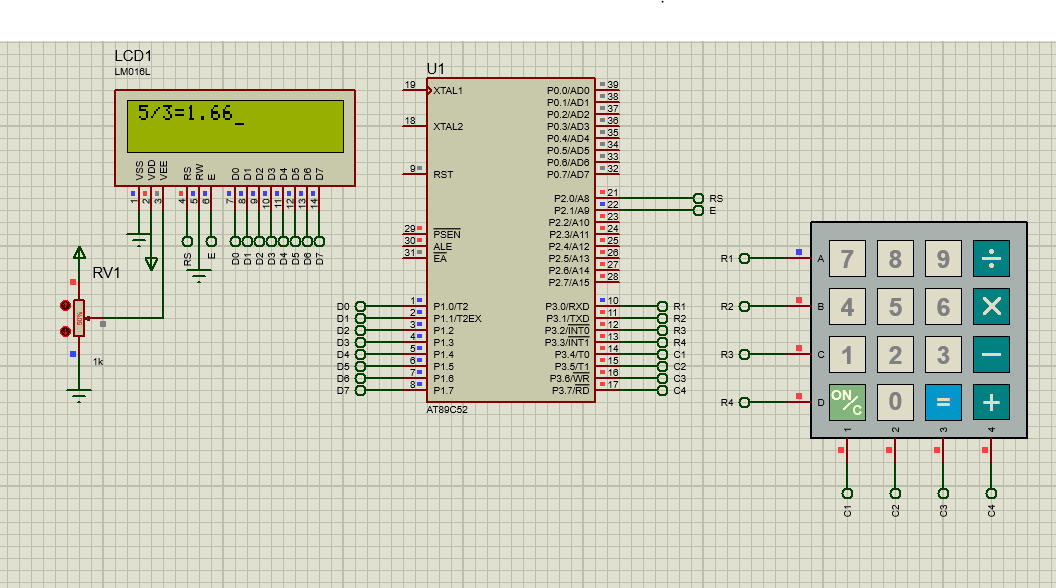 LCD1
LM016L
5/3=1.66_
VSS
VDD
VEE
RS
RW
E
D0
D1
D2
D3
D4
D5
D6
D7
1
2
3
4
5
6
7
8
9
10
11
12
13
14
RS
E
D0
D1
D2
D3
D4
D5
D6
D7
RV1
50%
1k
U1
19 XTAL1
18 XTAL2
9 RST
29 PSEN
30 ALE
31 EA
D0 1 P1.0/T2
D1 2 P1.1/T2EX
D2 3 P1.2
D3 4 P1.3
D4 5 P1.4
D5 6 P1.5
D6 7 P1.6
D7 8 P1.7
P0.0/AD0 39
P0.1/AD1 38
P0.2/AD2 37
P0.3/AD3 36
P0.4/AD4 35
P0.5/AD5 34
P0.6/AD6 33
P0.7/AD7 32
P2.0/A8 21 RS
P2.1/A9 22 E
P2.2/A10 23
P2.3/A11 24
P2.4/A12 25
P2.5/A13 26
P2.6/A14 27
P2.7/A15 28
P3.0/RXD 10 R1
P3.1/TXD 11 R2
P3.2/INT0 12 R3
P3.3/INT1 13 R4
P3.4/T0 14 C1
P3.5/T1 15 C2
P3.6/WR 16 C3
P3.7/RD 17 C4
AT89C52
R1 A 7 8 9 ÷
R2 B 4 5 6 ×
R3 C 1 2 3 −
R4 D ON/C 0 = +
1 2 3 4
C1
C2
C3
C4